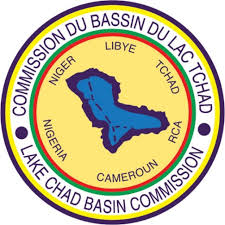 COMMISSION DU BASSIN DU LAC TCHAD
LIBYE
NIGER
TCHAD
NIGERIA
RCA
CAMEROUN
LAKE CHAD BASIN COMMISSION